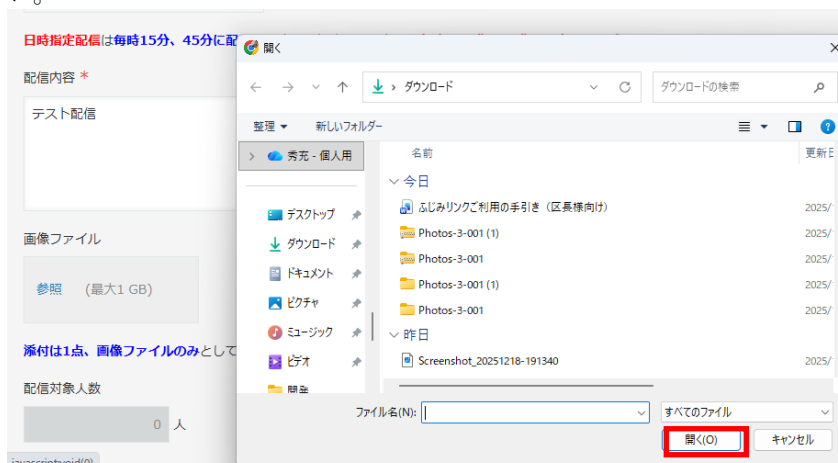 日時指定配信は毎時15分、45分に配
配信内容 *
テスト配信
画像ファイル
参照 (最大1 GB)
添付は1点、画像ファイルのみとして
配信対象人数
0 人
開く
ダウンロード
ダウンロードの検索
整理
新しいフォルダー
秀充 - 個人用
デスクトップ
ダウンロード
ドキュメント
ピクチャ
ミュージック
ビデオ
開発
名前
更新日
今日
ふじみリンクご利用の手引き（区長様向け）
2025/
Photos-3-001 (1)
2025/
Photos-3-001
2025/
Photos-3-001 (1)
2025/
Photos-3-001
2025/
昨日
Screenshot_20251218-191340
2025/
ファイル名(N):
すべてのファイル
開く(O)
キャンセル